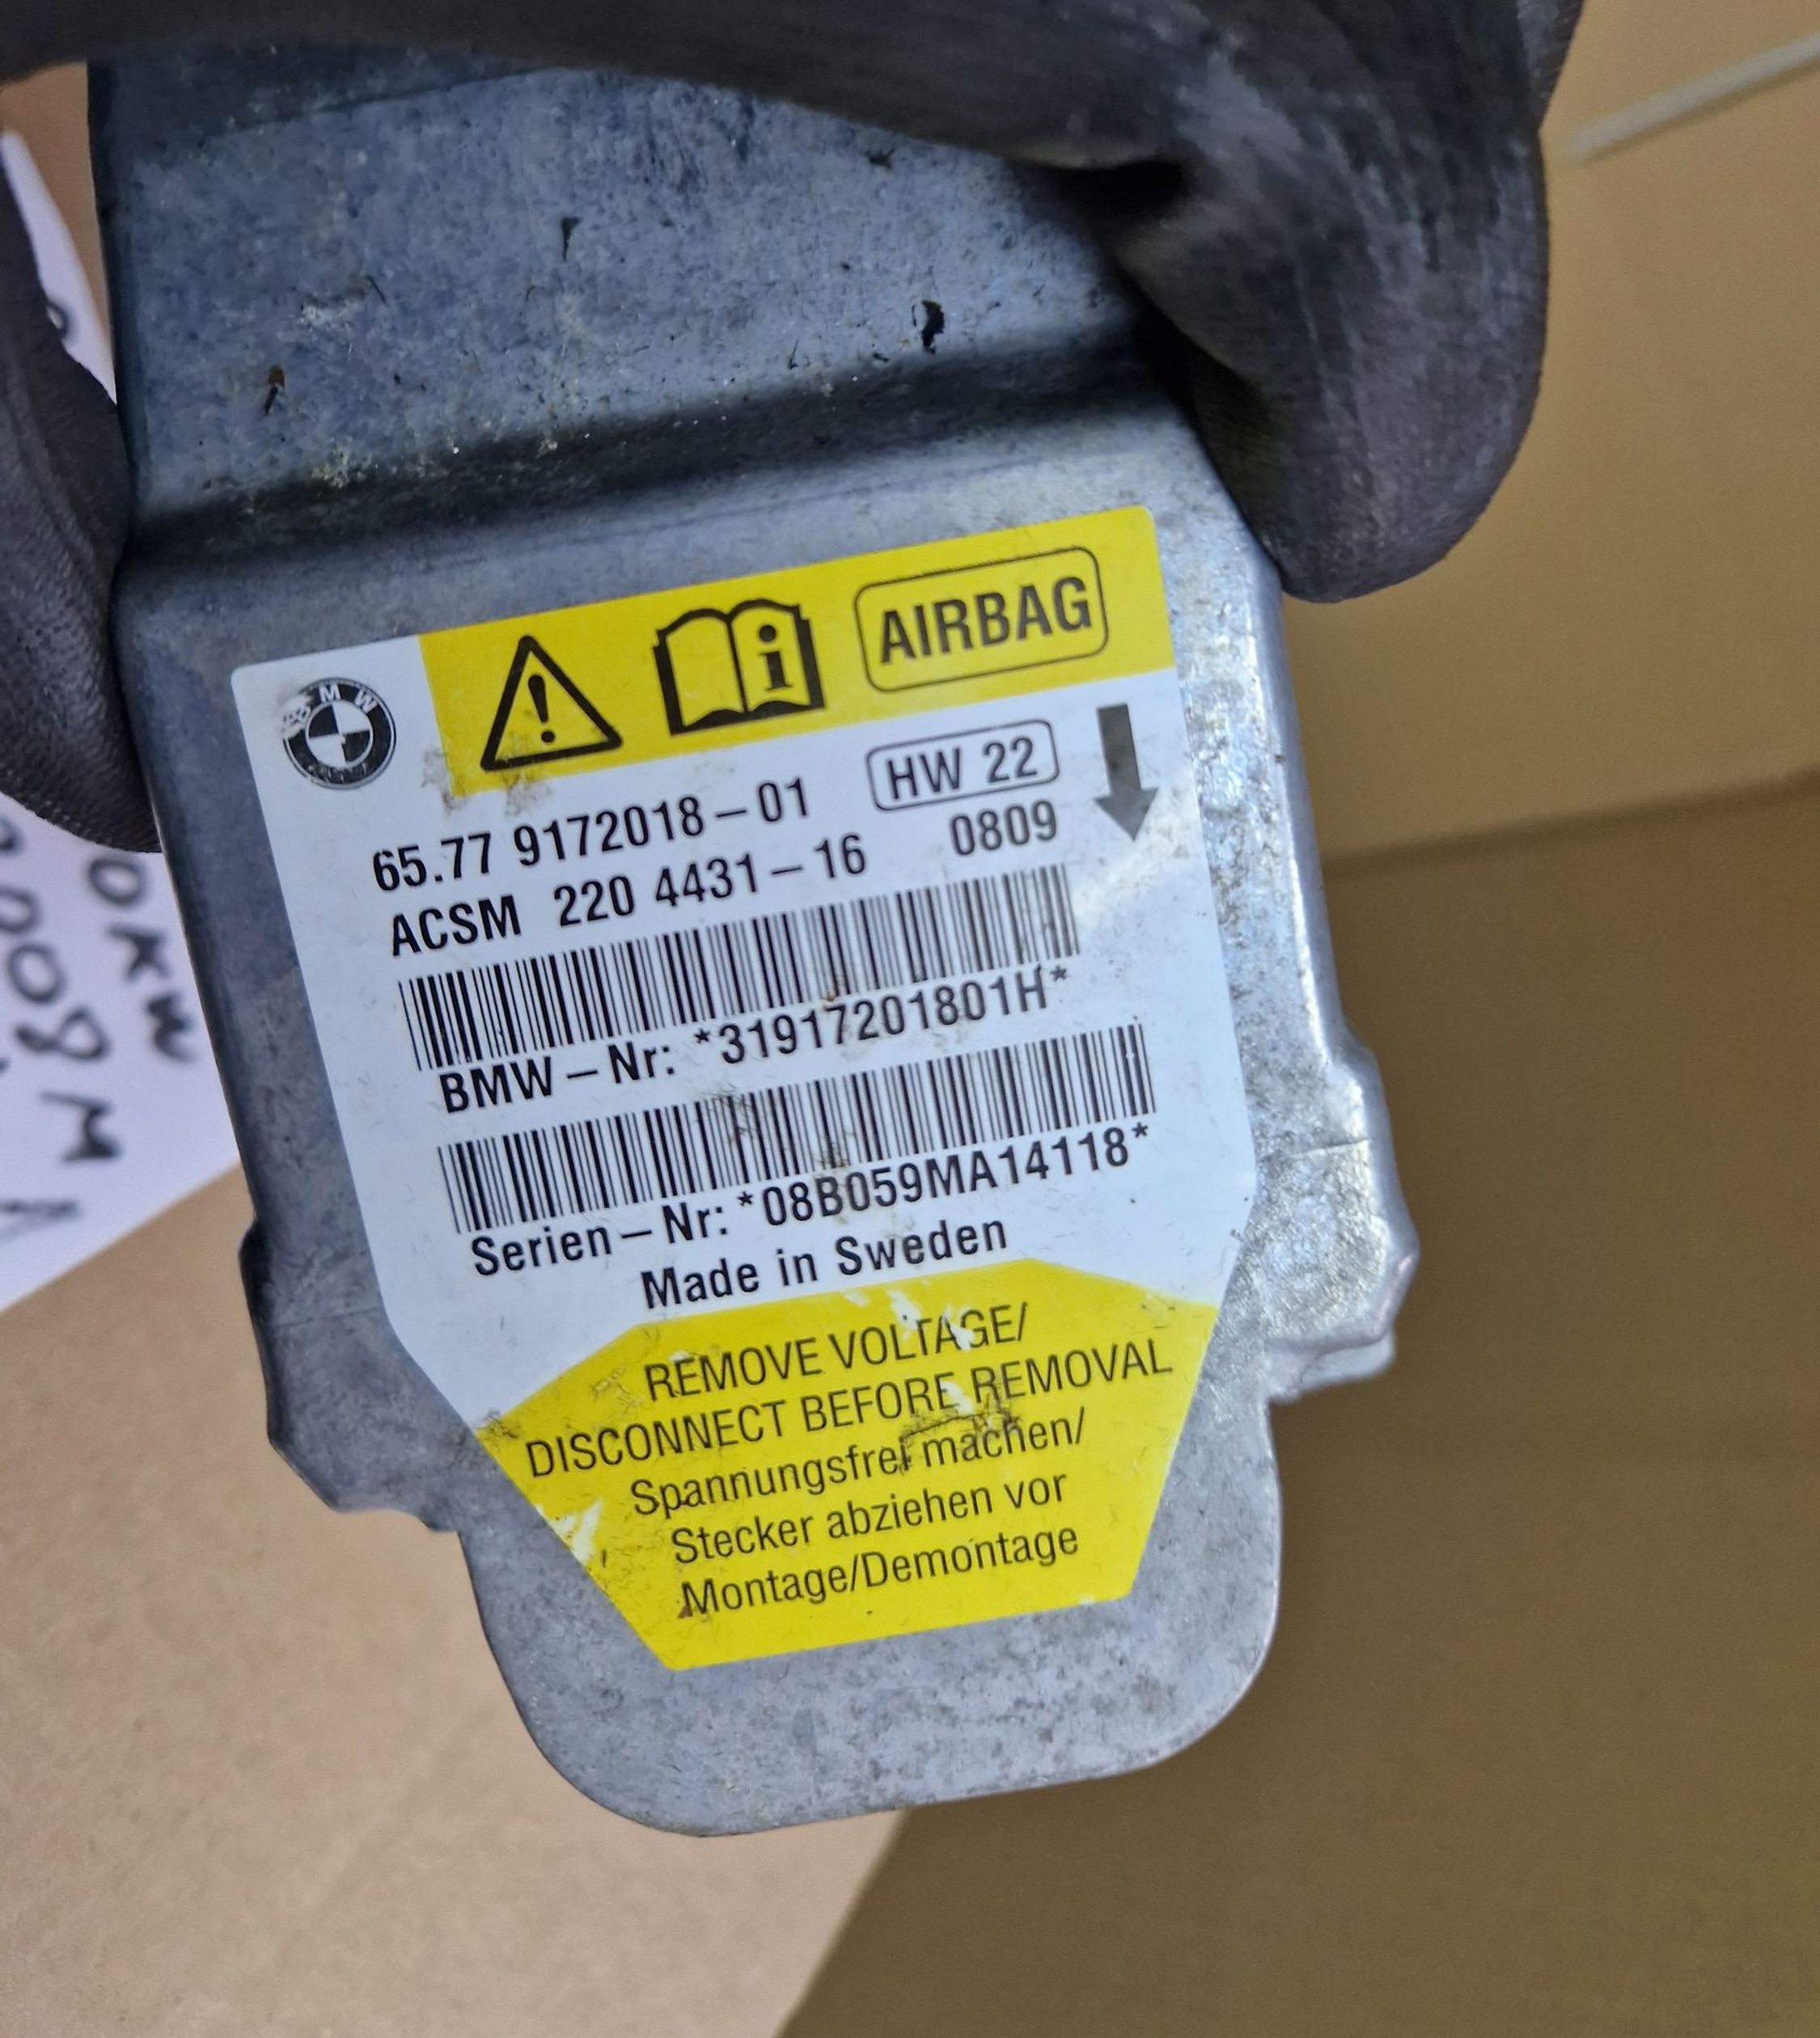 BMW
AIRBAG
65.77 9172018–01 HW 22
ACSM 220 4431–16 0809
BMW–Nr: *31917201801H*
Serien–Nr: *08B059MA14118*
Made in Sweden
REMOVE VOLTAGE/
DISCONNECT BEFORE REMOVAL
Spannungsfrei machen/
Stecker abziehen vor
Montage/Demontage